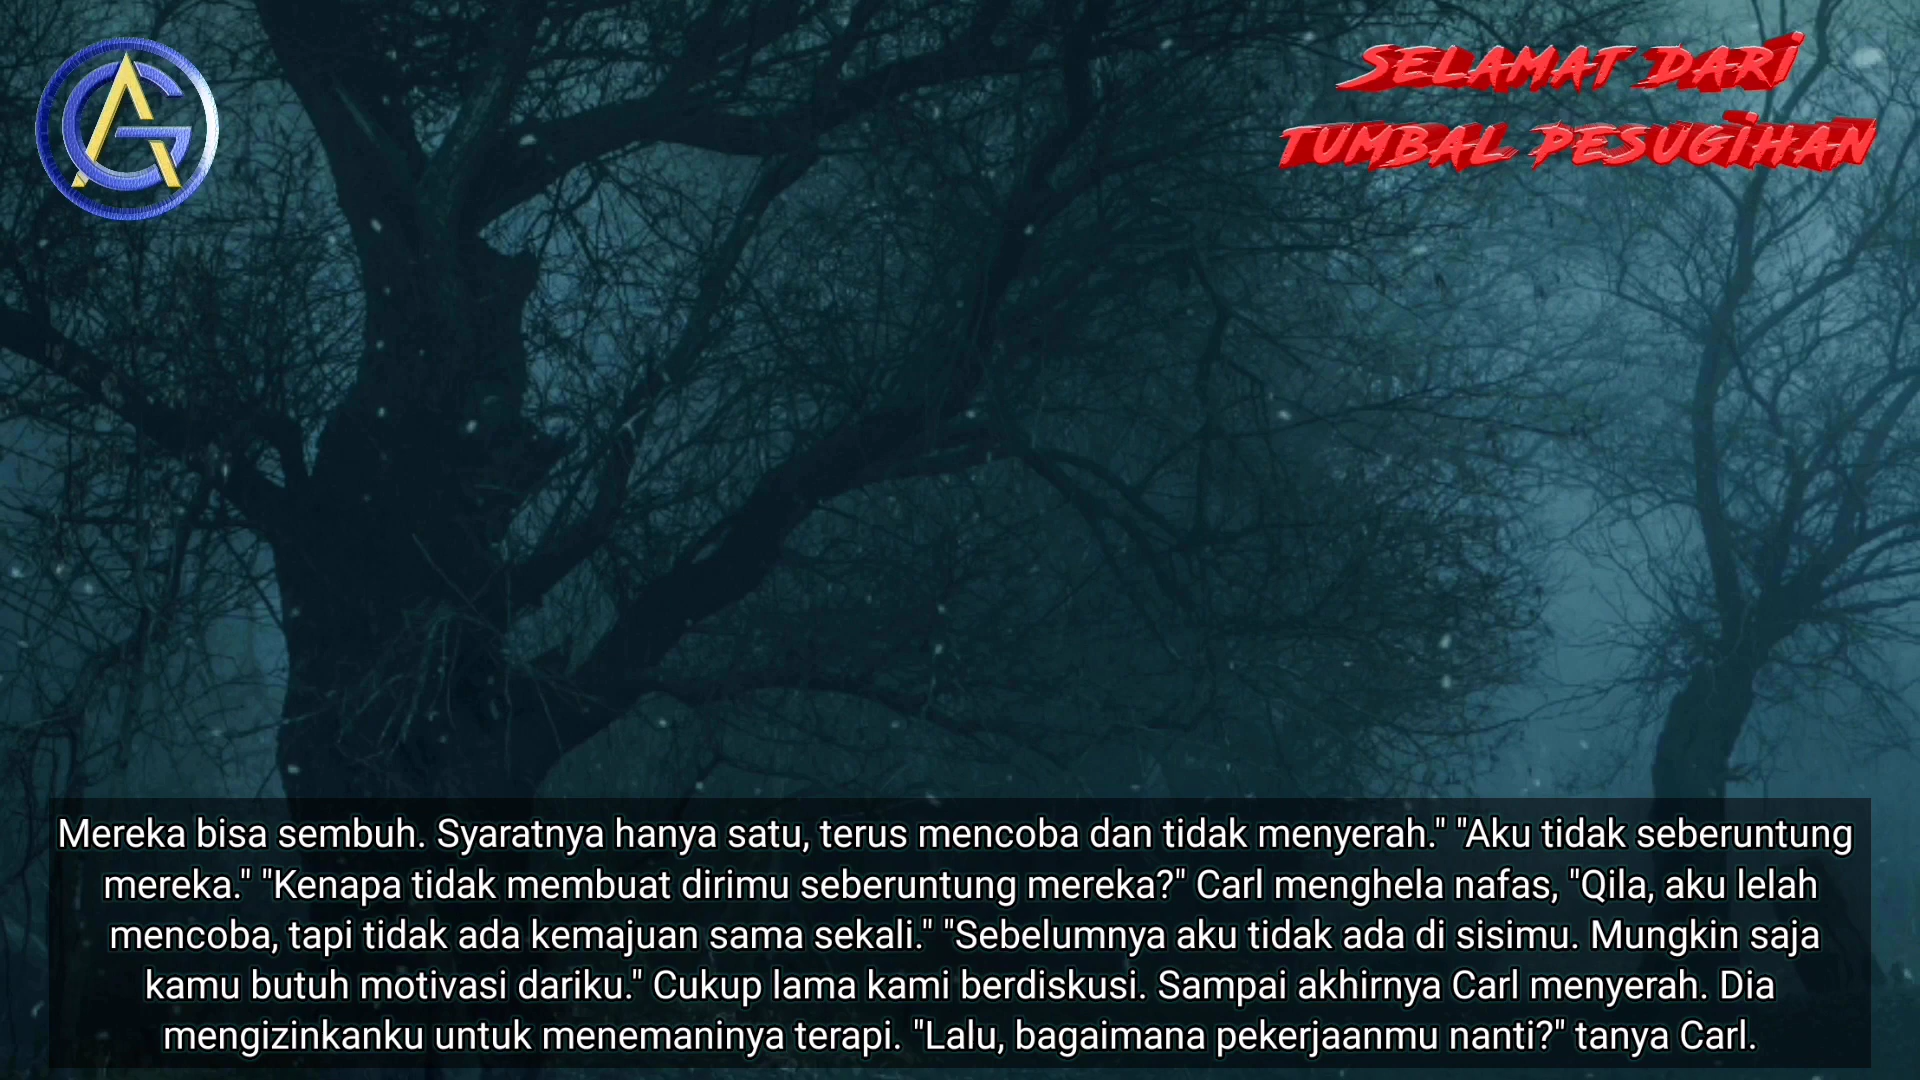 SELAMAT DARI
TUMBAL PESUGIHAN
AG
Mereka bisa sembuh. Syaratnya hanya satu, terus mencoba dan tidak menyerah." "Aku tidak seberuntung
mereka." "Kenapa tidak membuat dirimu seberuntung mereka?" Carl menghela nafas, "Qila, aku lelah
mencoba, tapi tidak ada kemajuan sama sekali." "Sebelumnya aku tidak ada di sisimu. Mungkin saja
kamu butuh motivasi dariku." Cukup lama kami berdiskusi. Sampai akhirnya Carl menyerah. Dia
mengizinkanku untuk menemaninya terapi. "Lalu, bagaimana pekerjaanmu nanti?" tanya Carl.